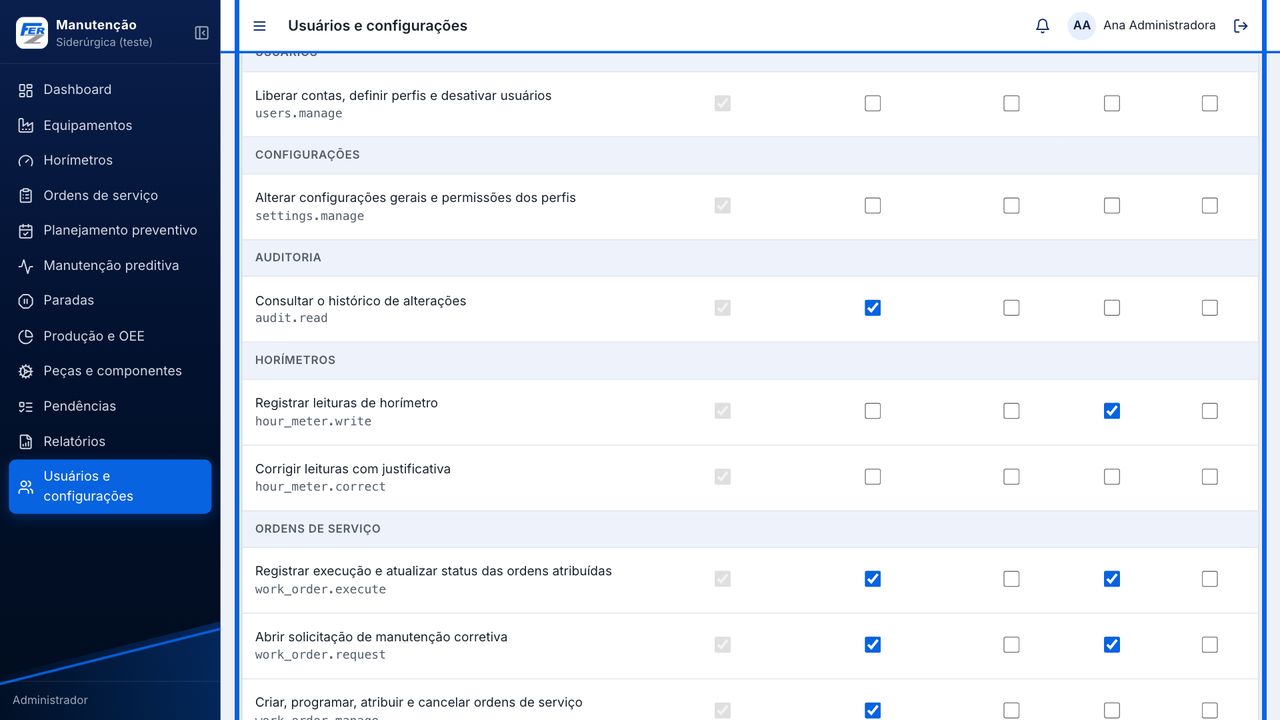 FER
2
Manutenção
Siderúrgica (teste)
Usuários e configurações
AA
Ana Administradora
Dashboard
Equipamentos
Horímetros
Ordens de serviço
Planejamento preventivo
Manutenção preditiva
Paradas
Produção e OEE
Peças e componentes
Pendências
Relatórios
Usuários e
configurações
Administrador
USUÁRIOS
Liberar contas, definir perfis e desativar usuários
users.manage
CONFIGURAÇÕES
Alterar configurações gerais e permissões dos perfis
settings.manage
AUDITORIA
Consultar o histórico de alterações
audit.read
HORÍMETROS
Registrar leituras de horímetro
hour_meter.write
Corrigir leituras com justificativa
hour_meter.correct
ORDENS DE SERVIÇO
Registrar execução e atualizar status das ordens atribuídas
work_order.execute
Abrir solicitação de manutenção corretiva
work_order.request
Criar, programar, atribuir e cancelar ordens de serviço
work_order.manage